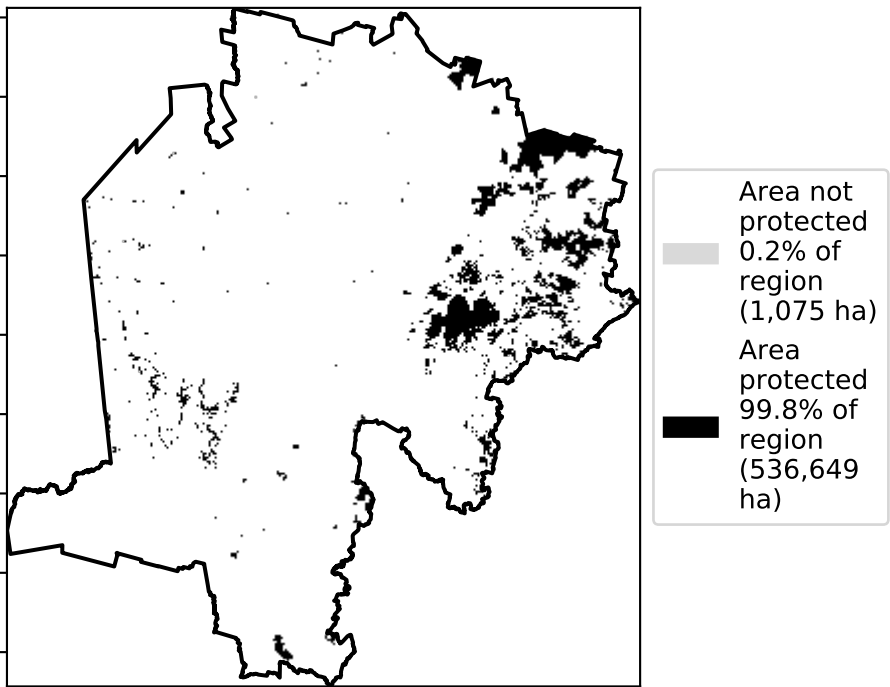 Area not
protected
0.2% of
region
(1,075 ha)
Area
protected
99.8% of
region
(536,649
ha)